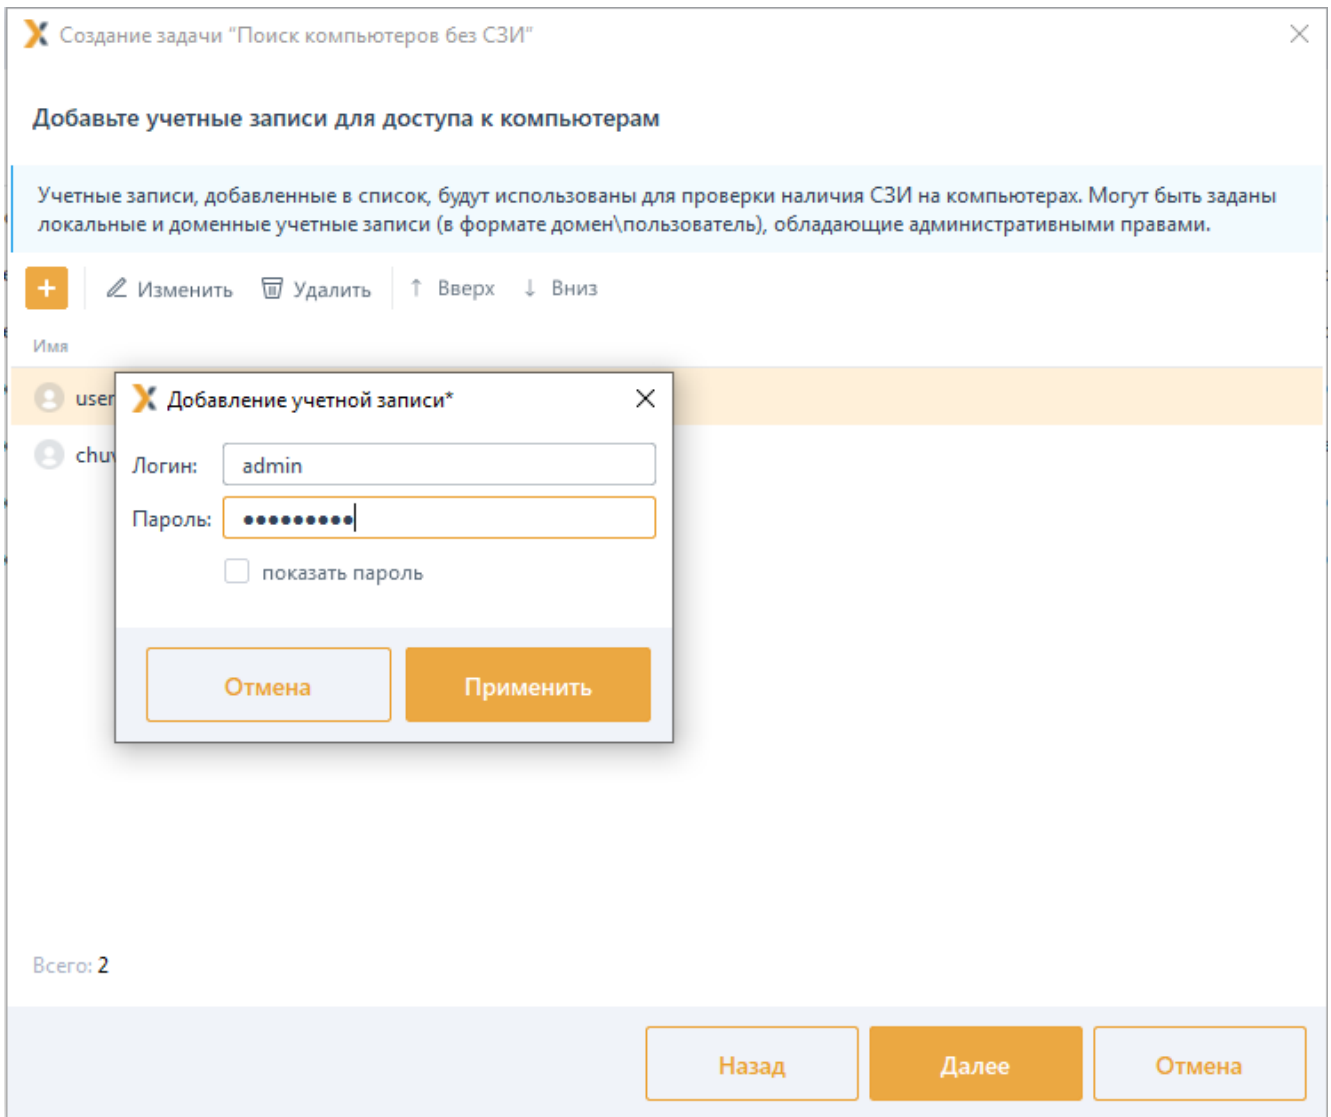 Создание задачи "Поиск компьютеров без СЗИ"
Добавьте учетные записи для доступа к компьютерам
Учетные записи, добавленные в список, будут использованы для проверки наличия СЗИ на компьютерах. Могут быть заданы
локальные и доменные учетные записи (в формате домен\пользователь), обладающие административными правами.
Изменить Удалить Вверх Вниз
Имя
user
Добавление учетной записи*
Логин: admin
Пароль: •••••••••
показать пароль
Отмена Применить
Всего: 2
Назад Далее Отмена